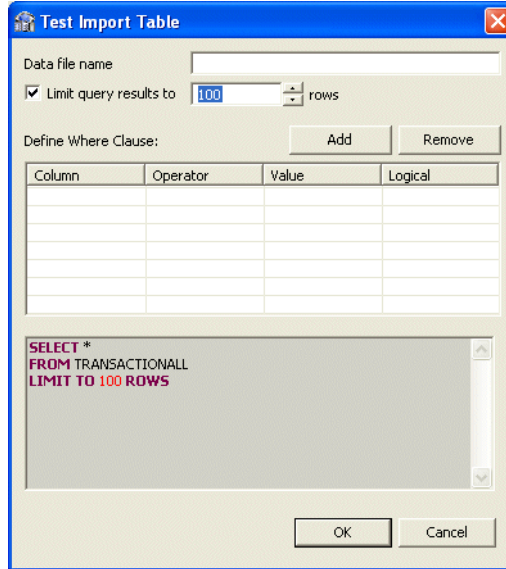 Test Import Table
Data file name
Limit query results to 100 rows
Define Where Clause: Add Remove
Column Operator Value Logical
SELECT *
FROM TRANSACTIONALL
LIMIT TO 100 ROWS
OK Cancel